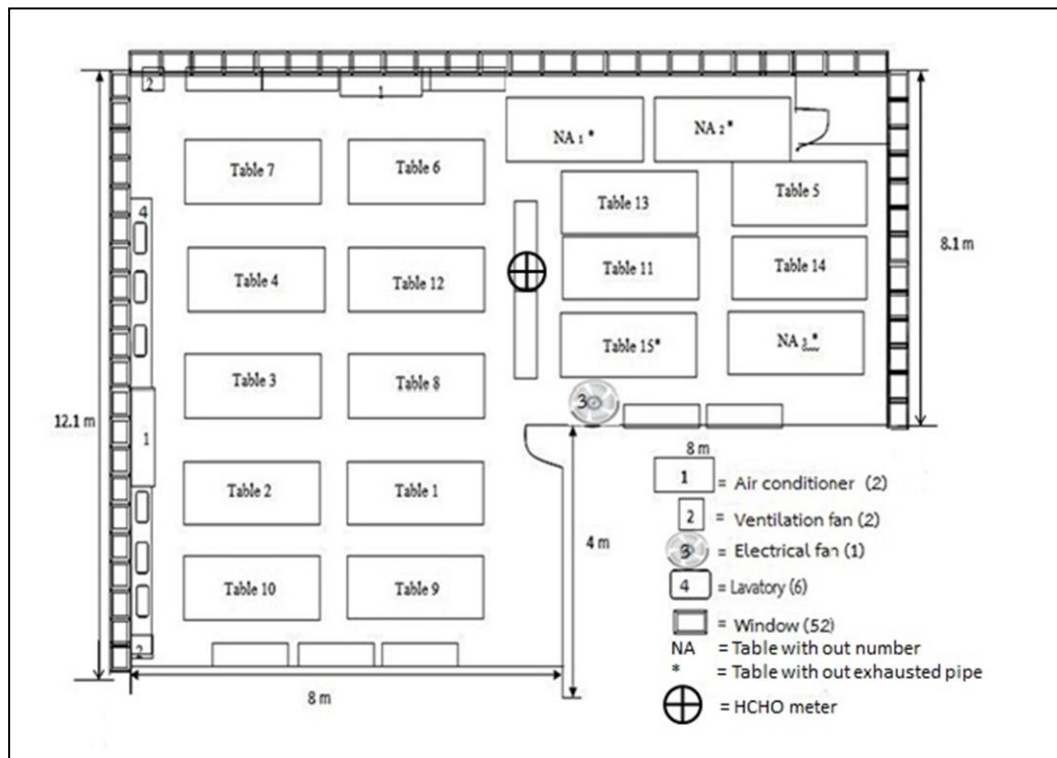 2
1
NA 1 *
NA 2 *
Table 7
Table 6
Table 5
Table 13
4
8.1 m
Table 4
Table 12
Table 11
Table 14
Table 15*
NA 3 *
Table 3
Table 8
3
12.1 m
1
8 m
1 = Air conditioner (2)
Table 2
Table 1
2 = Ventilation fan (2)
4 m
3 = Electrical fan (1)
Table 10
Table 9
4 = Lavatory (6)
= Window (52)
2
NA = Table with out number
* = Table with out exhausted pipe
8 m
= HCHO meter